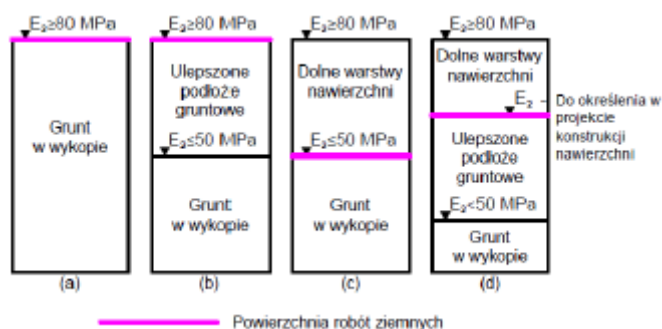 E₂≥80 MPa
Grunt
w wykopie
(a)
E₂≥80 MPa
Ulepszone
podłoże
gruntowe
E₂≤50 MPa
Grunt
w wykopie
(b)
E₂≥80 MPa
Dolne warstwy
nawierzchni
E₂≤50 MPa
Grunt
w wykopie
(c)
E₂≥80 MPa
Dolne warstwy
nawierzchni
E₂
Ulepszone
podłoże
gruntowe
E₂<50 MPa
Grunt
w wykopie
(d)
Do określenia w
projekcie
konstrukcji
nawierzchni
Powierzchnia robót ziemnych